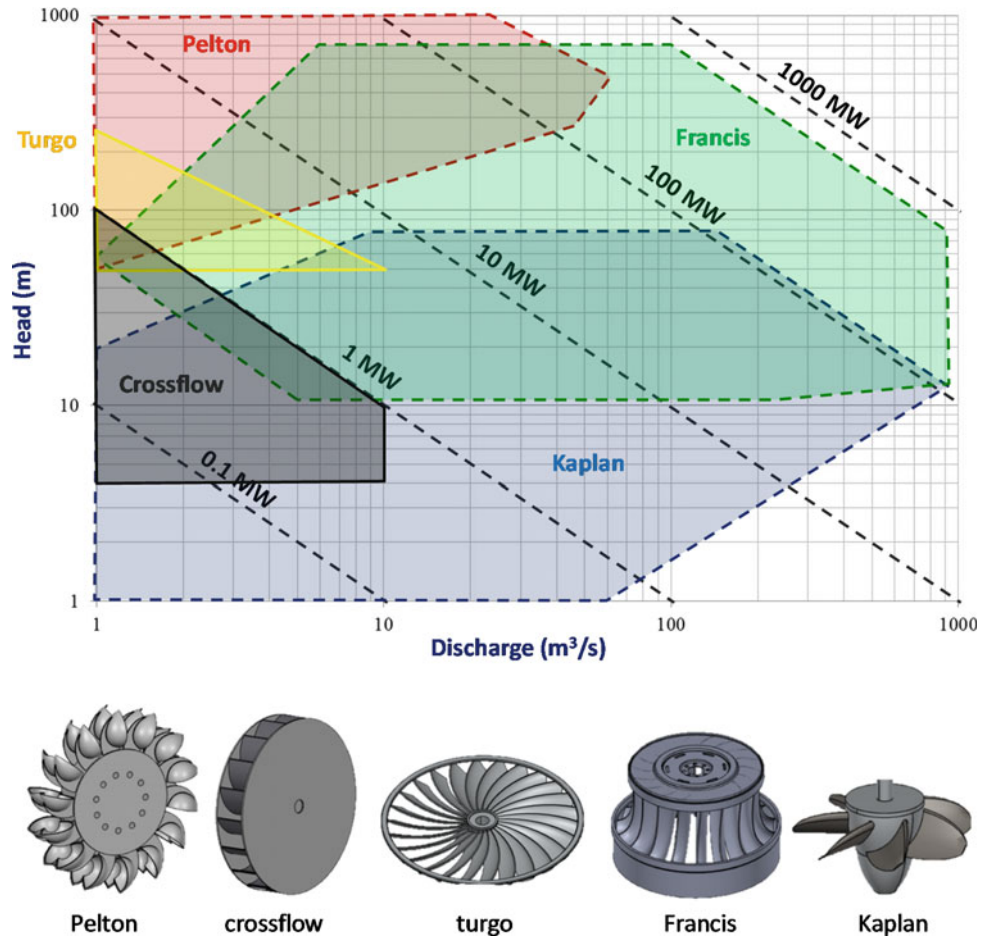 1000
Pelton
1000 MW
Turgo
Francis
100
100 MW
10 MW
Head (m)
Crossflow
1 MW
10
Kaplan
0.1 MW
1
1
10
100
1000
Discharge (m³/s)
Pelton
crossflow
turgo
Francis
Kaplan